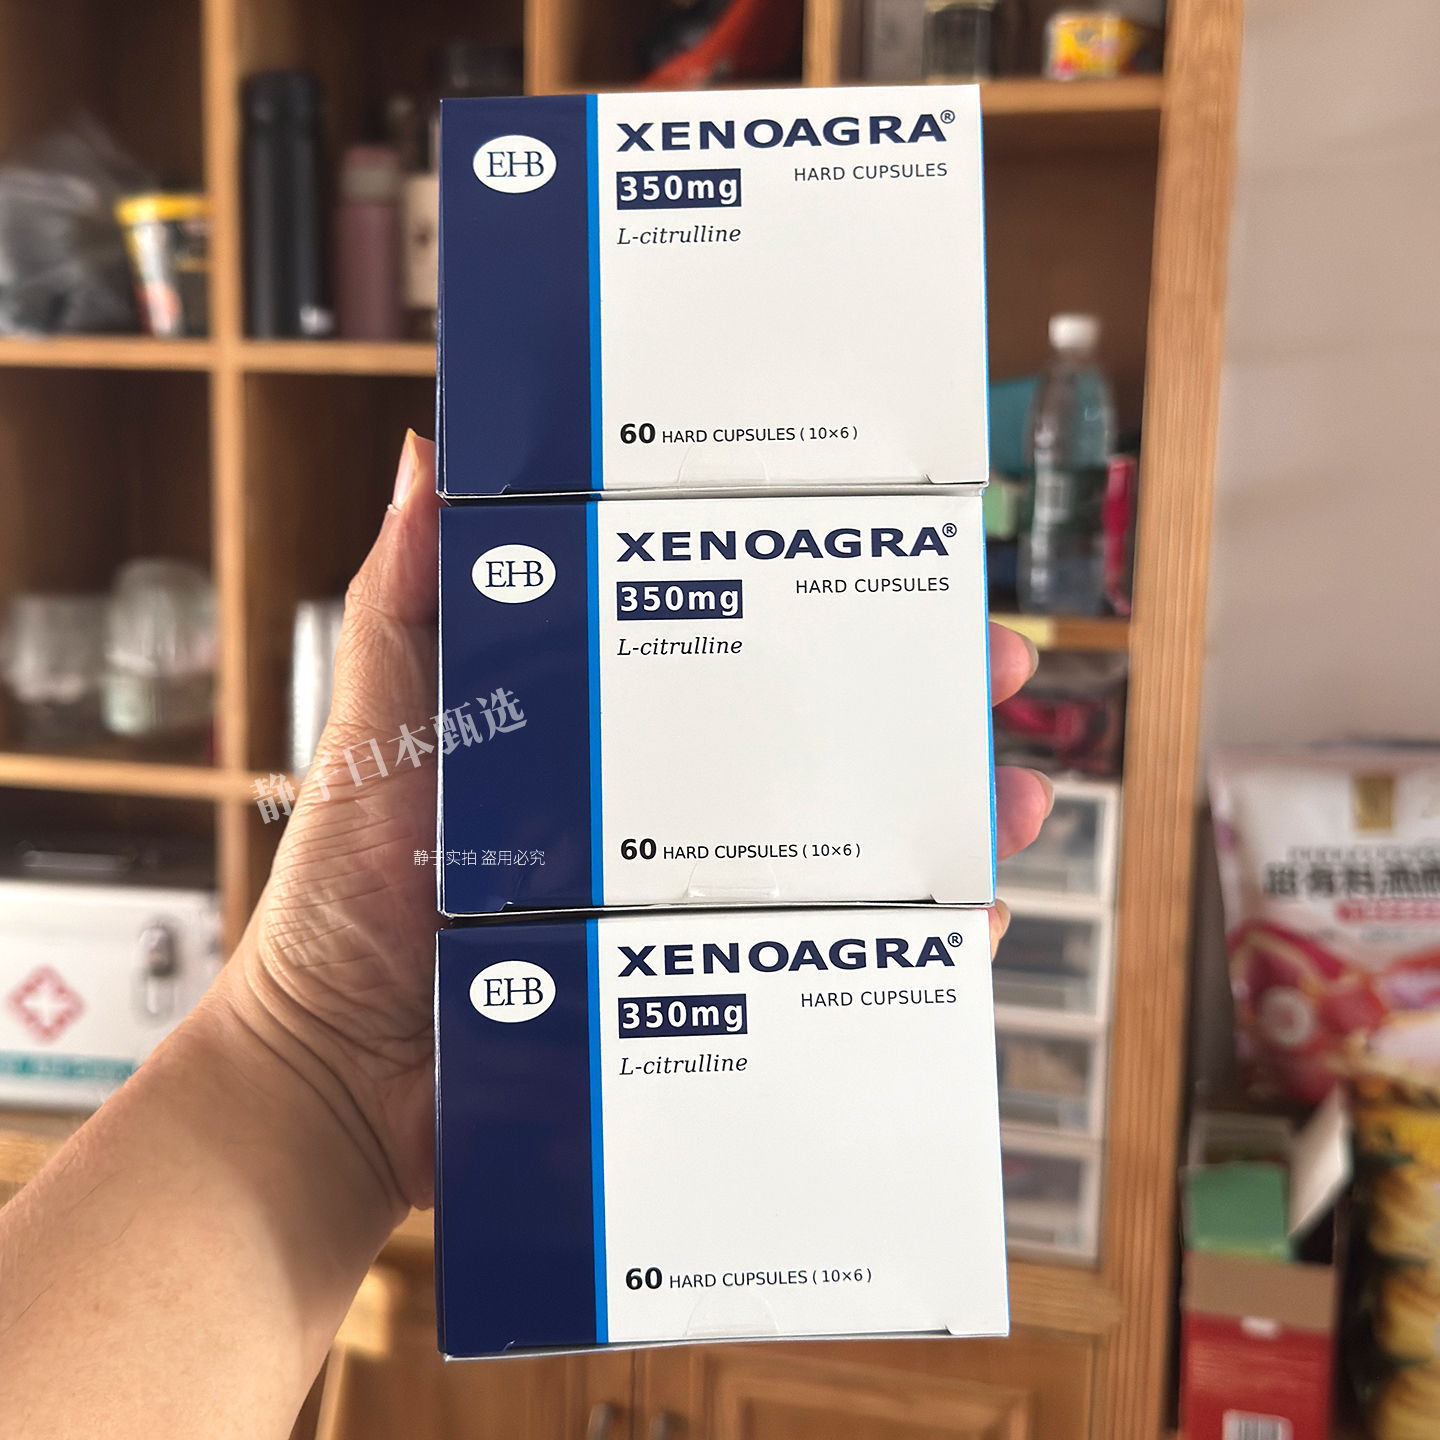 EHB
XENOAGRA®
350mg
HARD CUPSULES
L-citrulline
60 HARD CUPSULES ( 10×6 )
EHB
XENOAGRA®
350mg
HARD CUPSULES
L-citrulline
静子日本甄选
静子实拍 盗用必究
60 HARD CUPSULES ( 10×6 )
EHB
XENOAGRA®
350mg
HARD CUPSULES
L-citrulline
60 HARD CUPSULES ( 10×6 )